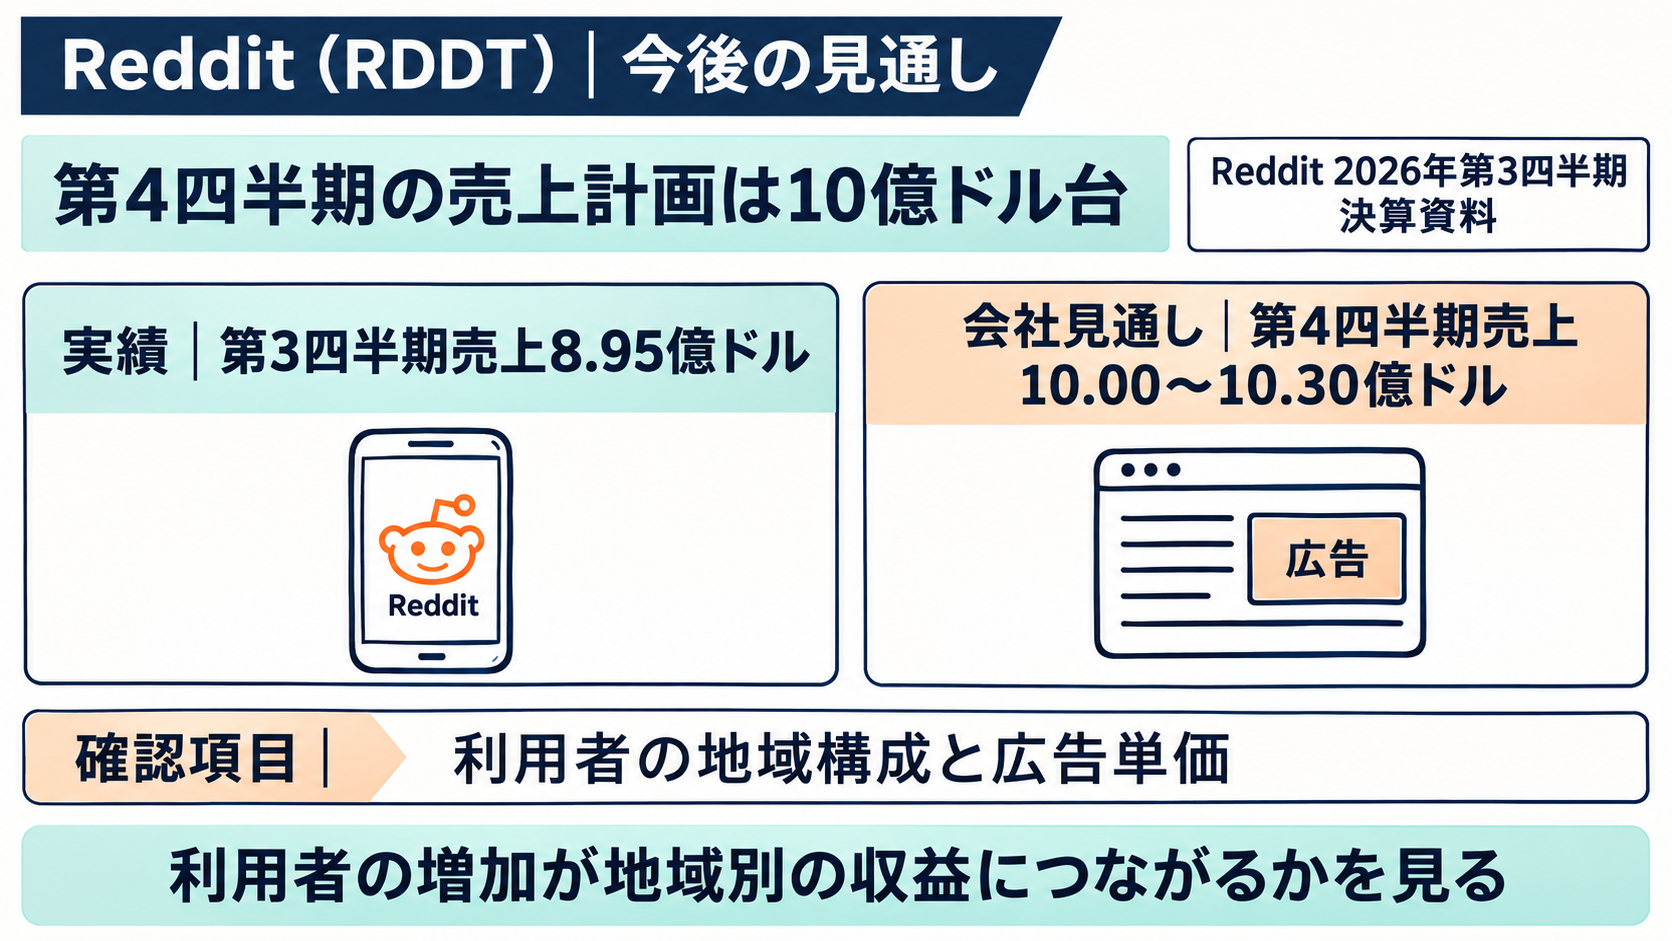 Reddit（RDDT）｜今後の見通し
第4四半期の売上計画は10億ドル台
Reddit 2026年第3四半期
決算資料
実績｜第3四半期売上8.95億ドル
会社見通し｜第4四半期売上
10.00〜10.30億ドル
Reddit
広告
確認項目｜ 利用者の地域構成と広告単価
利用者の増加が地域別の収益につながるかを見る